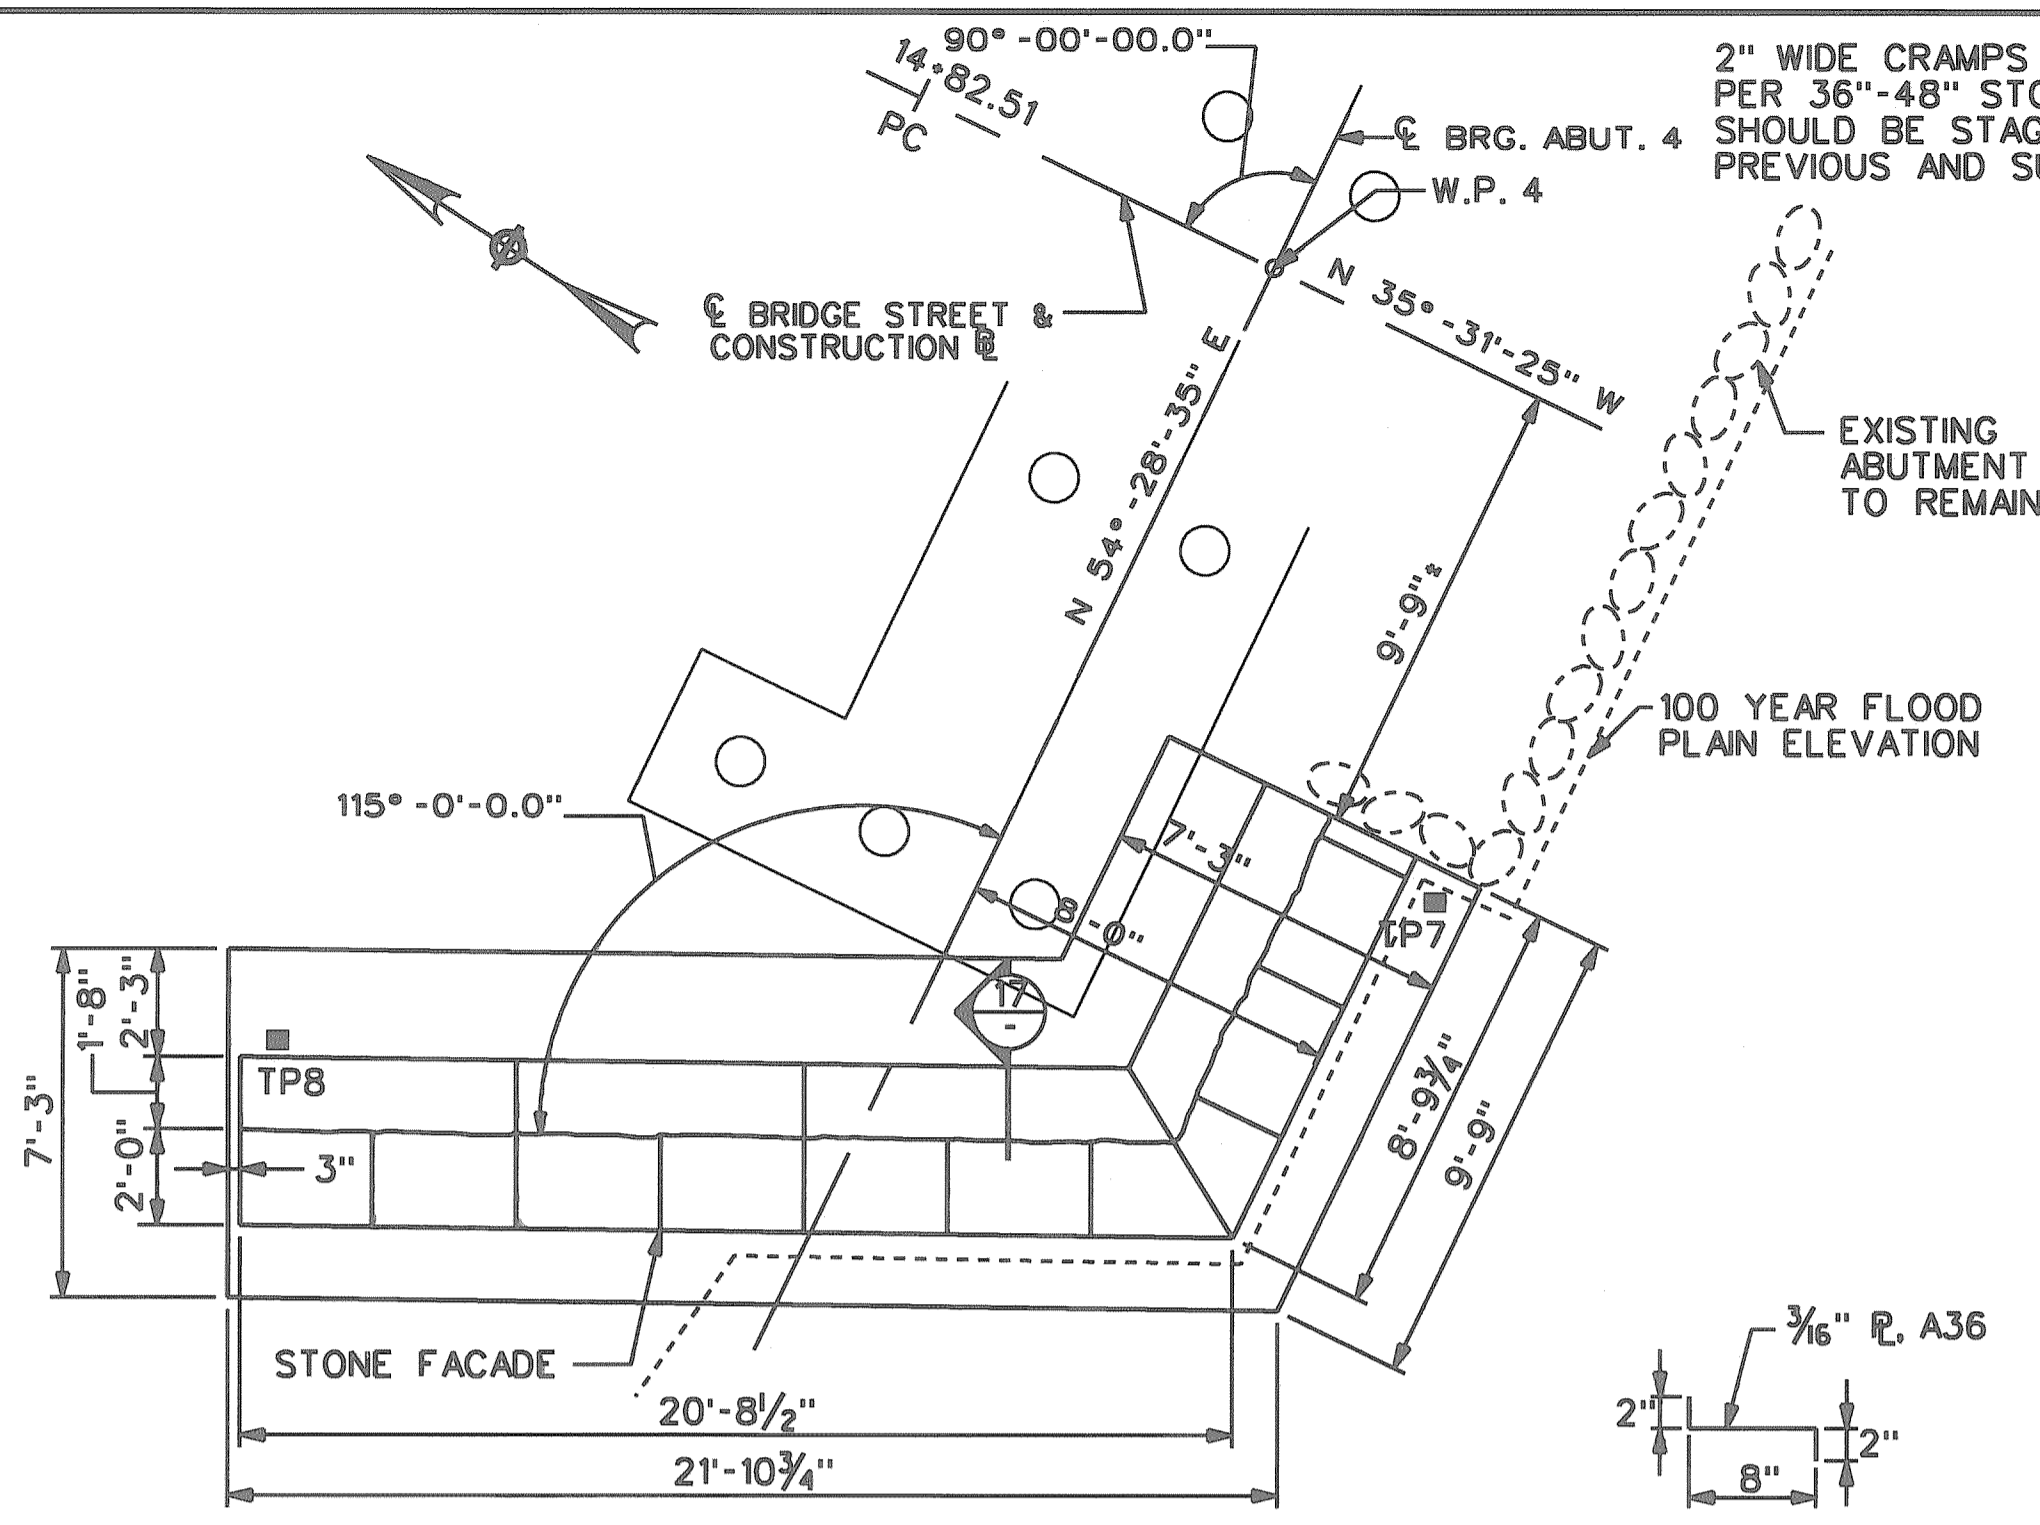 90°-00'-00.0"
14+82.51
PC
℄ BRG. ABUT. 4
W.P. 4
2" WIDE CRAMPS
PER 36"-48"
SHOULD BE
PREVIOUS AND
℄ BRIDGE STREET &
CONSTRUCTION
N 35°-31'-25" W
N 54°-28'-35" E
EXISTING
ABUTMENT
TO REMAIN
9'-9"±
100 YEAR FLOOD
PLAIN ELEVATION
115°-0'-0.0"
7'-3"
8'-0"
TP7
17
-
1'-8"
2'-3"
TP8
7'-3"
2'-0"
3"
8'-9¾"
9'-9"
STONE FACADE
20'-8½"
21'-10¾"
3/16" ℄, A36
2"
2"
8"